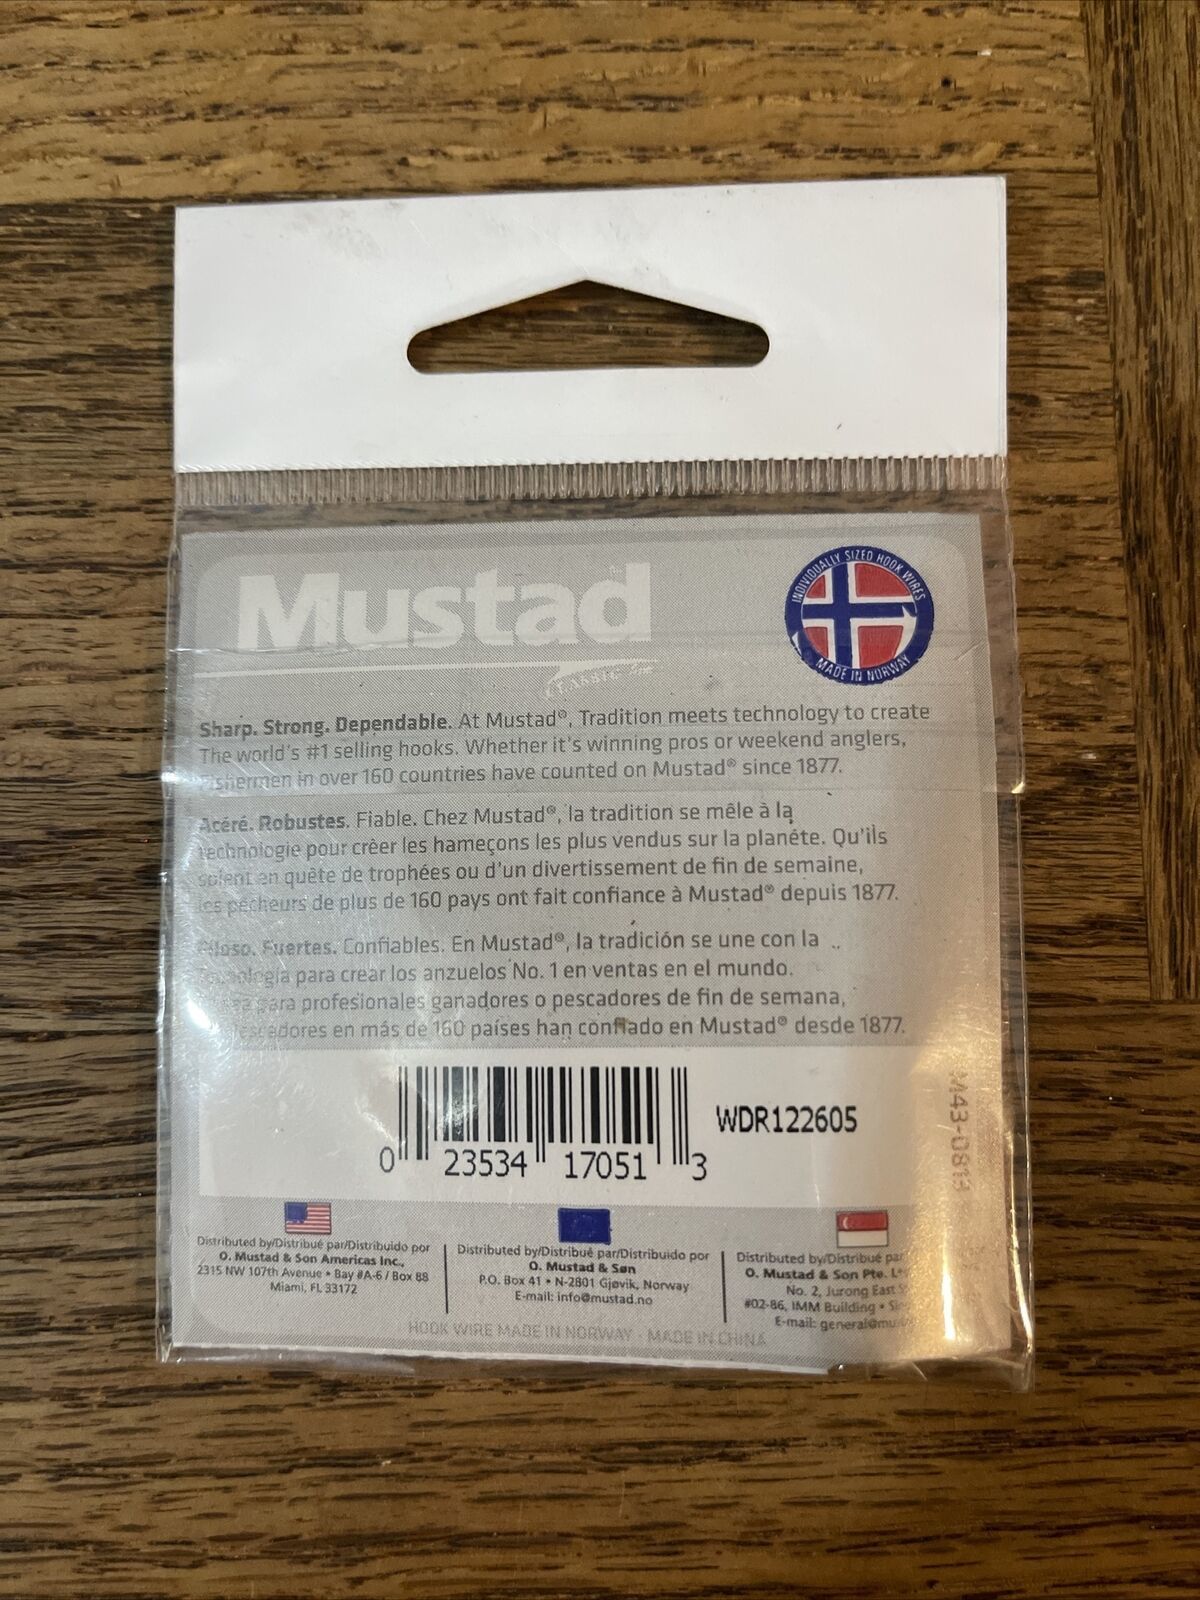 Mustad
CLASSIC
INDIVIDUALLY SIZED HOOK WIRES
MADE IN NORWAY
Sharp. Strong. Dependable. At Mustad®, Tradition meets technology to create
The world's #1 selling hooks. Whether it's winning pros or weekend anglers,
Fishermen in over 160 countries have counted on Mustad® since 1877.
Acéré. Robustes. Fiable. Chez Mustad®, la tradition se mêle à la
technologie pour crèer les hameçons les plus vendus sur la planéte. Qu'ils
soient en quête de trophées ou d'un divertissement de fin de semaine,
les pécheurs de plus de 160 pays ont fait confiance à Mustad® depuis 1877.
Fuertes. Confiables. En Mustad®, la tradición se une con la
Tecnología para crear los anzuelos No. 1 en ventas en el mundo.
para profesionales ganadores o pescadores de fin de semana,
pescadores en más de 160 países han confiado en Mustad® desde 1877.
0 23534 17051 3
WDR122605
M43-0813
Distributed by/Distribué par/Distribuido por
O. Mustad & Son Americas Inc.,
2315 NW 107th Avenue • Bay #A-6 / Box 88
Miami, FL 33172
Distributed by/Distribué par/Distribuido por
O. Mustad & Søn
P.O. Box 41 • N-2801 Gjøvik, Norway
E-mail: info@mustad.no
Distributed by/Distribué par
O. Mustad & Son Pte.
No. 2, Jurong East
#02-86, IMM Building •
E-mail:
HOOK WIRE MADE IN NORWAY - MADE IN CHINA